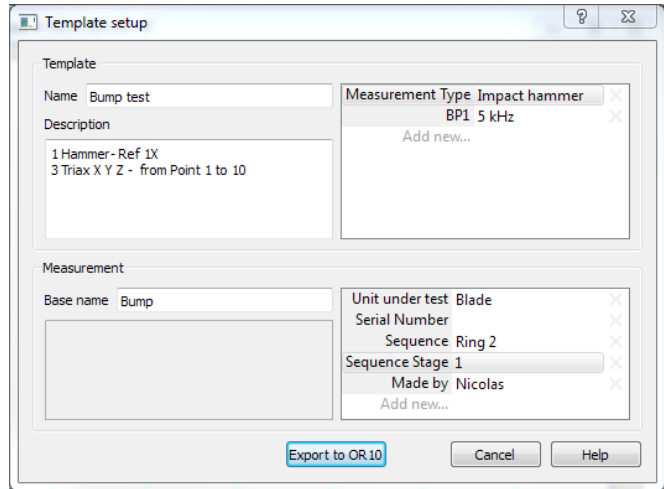 Template setup
Template
Name Bump test
Description
1 Hammer- Ref 1X
3 Triax X Y Z - from Point 1 to 10
Measurement Type Impact hammer
BP1 5 kHz
Add new...
Measurement
Base name Bump
Unit under test Blade
Serial Number
Sequence Ring 2
Sequence Stage 1
Made by Nicolas
Add new...
Export to OR10 Cancel Help